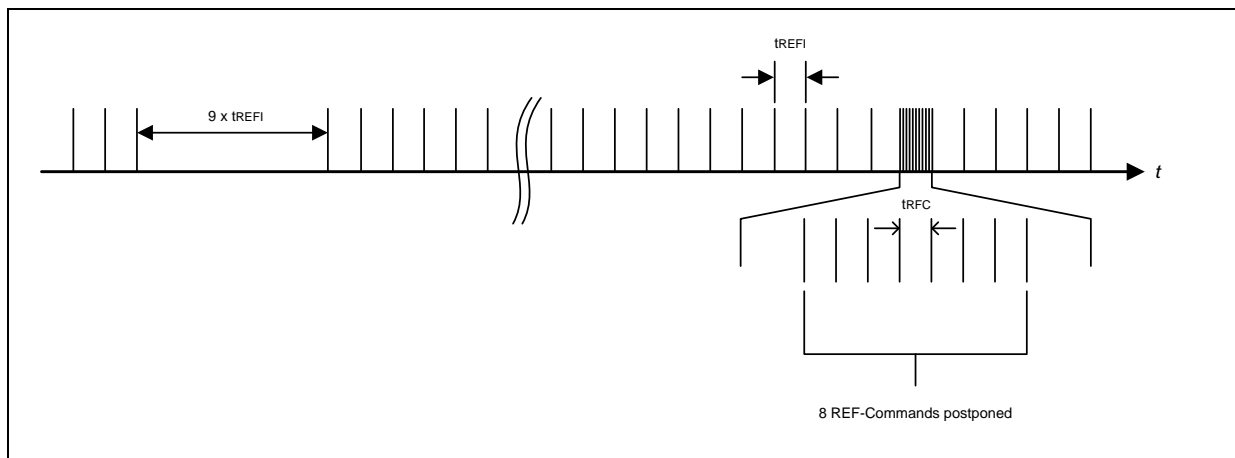 tREFI
9 x tREFI
t
tRFC
8 REF-Commands postponed